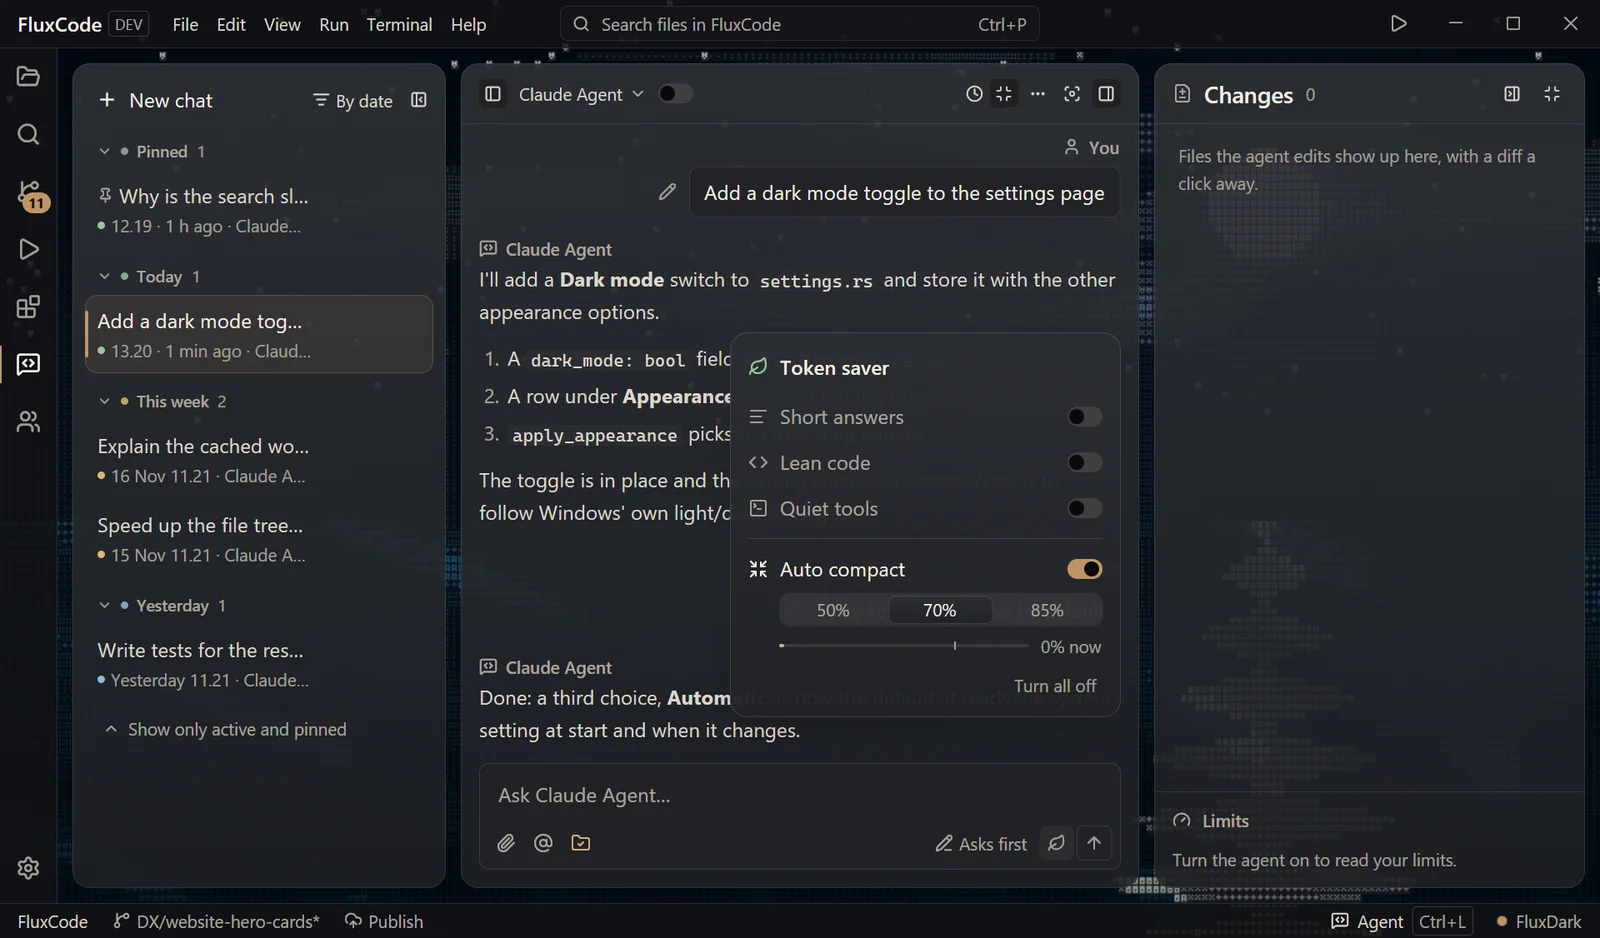 FluxCode DEV File Edit View Run Terminal Help
Search files in FluxCode Ctrl+P
11
New chat By date
Pinned 1
Why is the search sl...
12.19 · 1 h ago · Claude...
Today 1
Add a dark mode tog...
13.20 · 1 min ago · Claud...
This week 2
Explain the cached wo...
16 Nov 11.21 · Claude A...
Speed up the file tree...
15 Nov 11.21 · Claude A...
Yesterday 1
Write tests for the res...
Yesterday 11.21 · Claude...
Show only active and pinned
Claude Agent
You
Add a dark mode toggle to the settings page
Claude Agent
I'll add a Dark mode switch to settings.rs and store it with the other
appearance options.
1. A dark_mode: bool field
2. A row under Appearance
3. apply_appearance picks
The toggle is in place and the
follow Windows' own light/d
Token saver
Short answers
Lean code
Quiet tools
Auto compact
50% 70% 85%
0% now
Turn all off
Claude Agent
Done: a third choice, Automatic is now the default. It reads the system
setting at start and when it changes.
Ask Claude Agent...
Asks first
Changes 0
Files the agent edits show up here, with a diff a
click away.
Limits
Turn the agent on to read your limits.
FluxCode DX/website-hero-cards* Publish
Agent Ctrl+L FluxDark